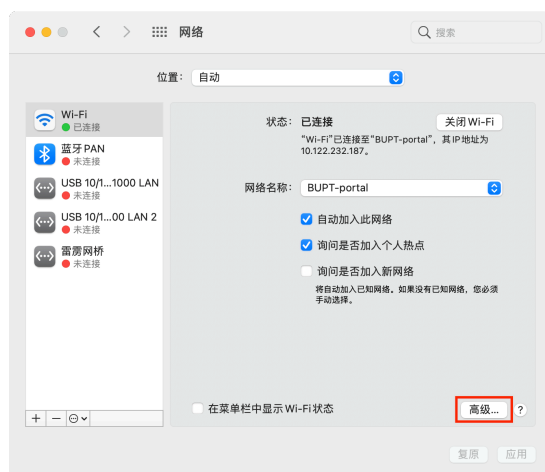 网络
搜索
位置： 自动
Wi-Fi
已连接
蓝牙 PAN
未连接
USB 10/1...1000 LAN
未连接
USB 10/1...00 LAN 2
未连接
雷雳网桥
未连接
状态： 已连接
关闭 Wi-Fi
“Wi-Fi”已连接至“BUPT-portal”，其 IP 地址为
10.122.232.187。
网络名称： BUPT-portal
自动加入此网络
询问是否加入个人热点
询问是否加入新网络
将自动加入已知网络。如果没有已知网络，您必须
手动选择。
在菜单栏中显示 Wi-Fi 状态
高级...
?
复原
应用